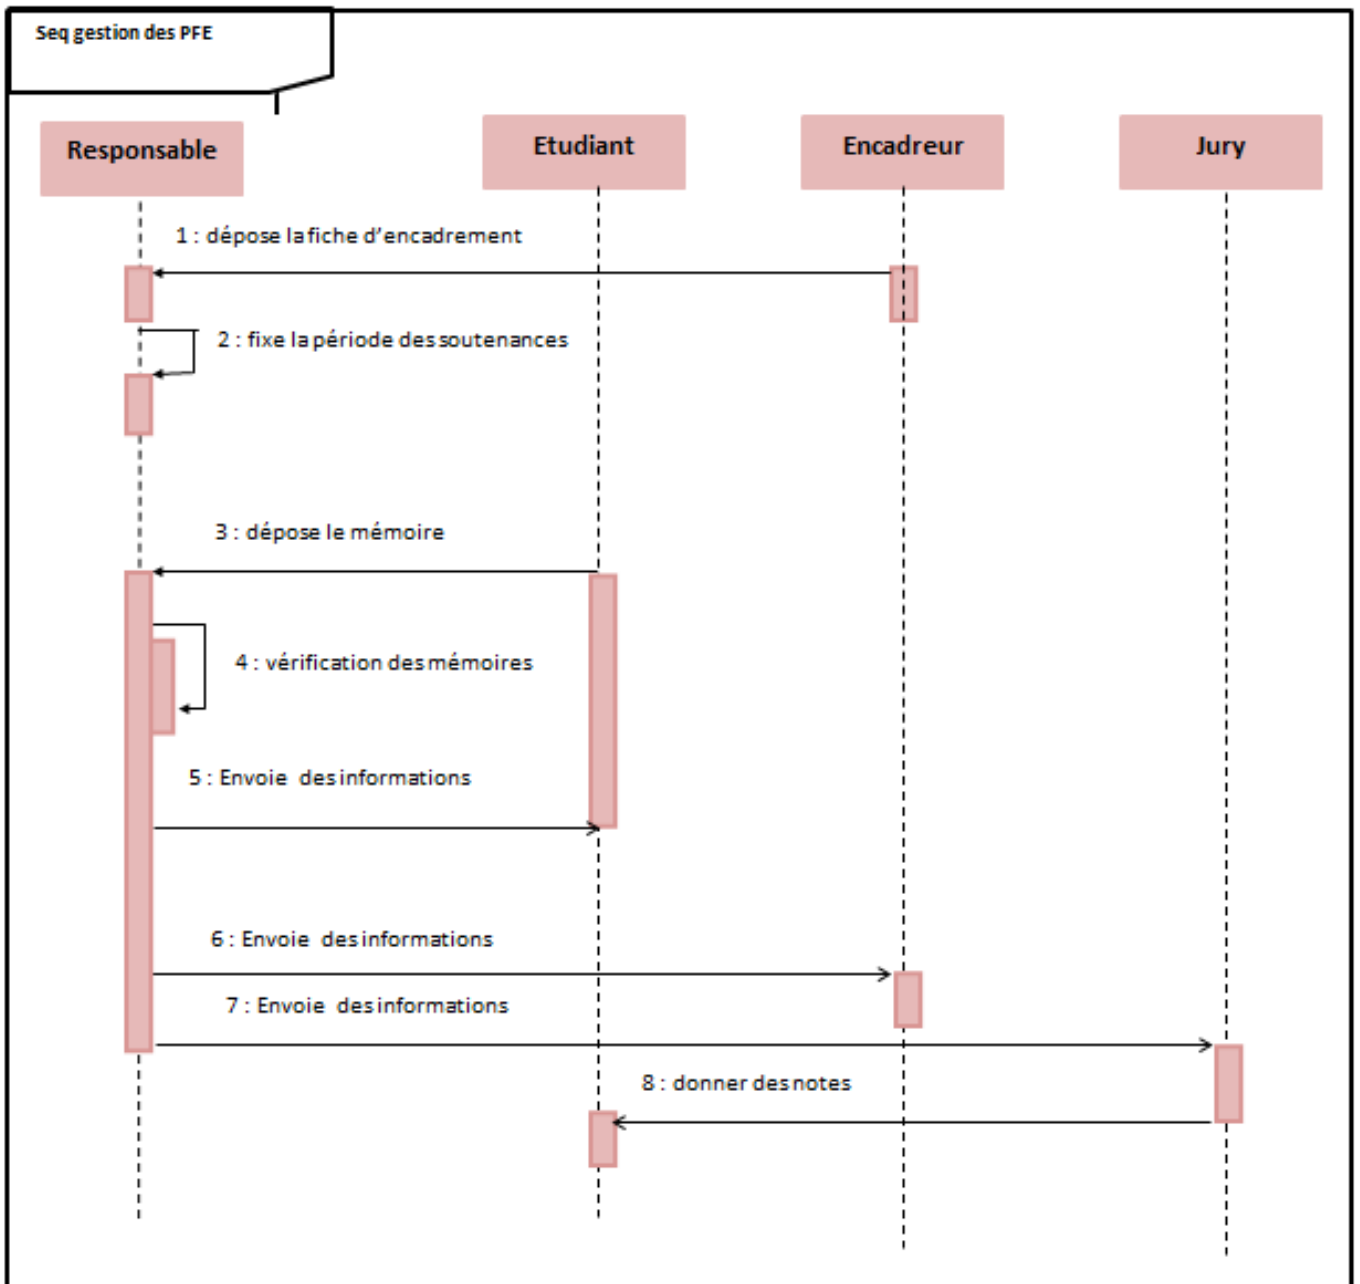 Seq gestion des PFE
Responsable
Etudiant
Encadreur
Jury
1 : dépose la fiche d'encadrement
2 : fixe la période des soutenances
3 : dépose le mémoire
4 : vérification des mémoires
5 : Envoie des informations
6 : Envoie des informations
7 : Envoie des informations
8 : donner des notes